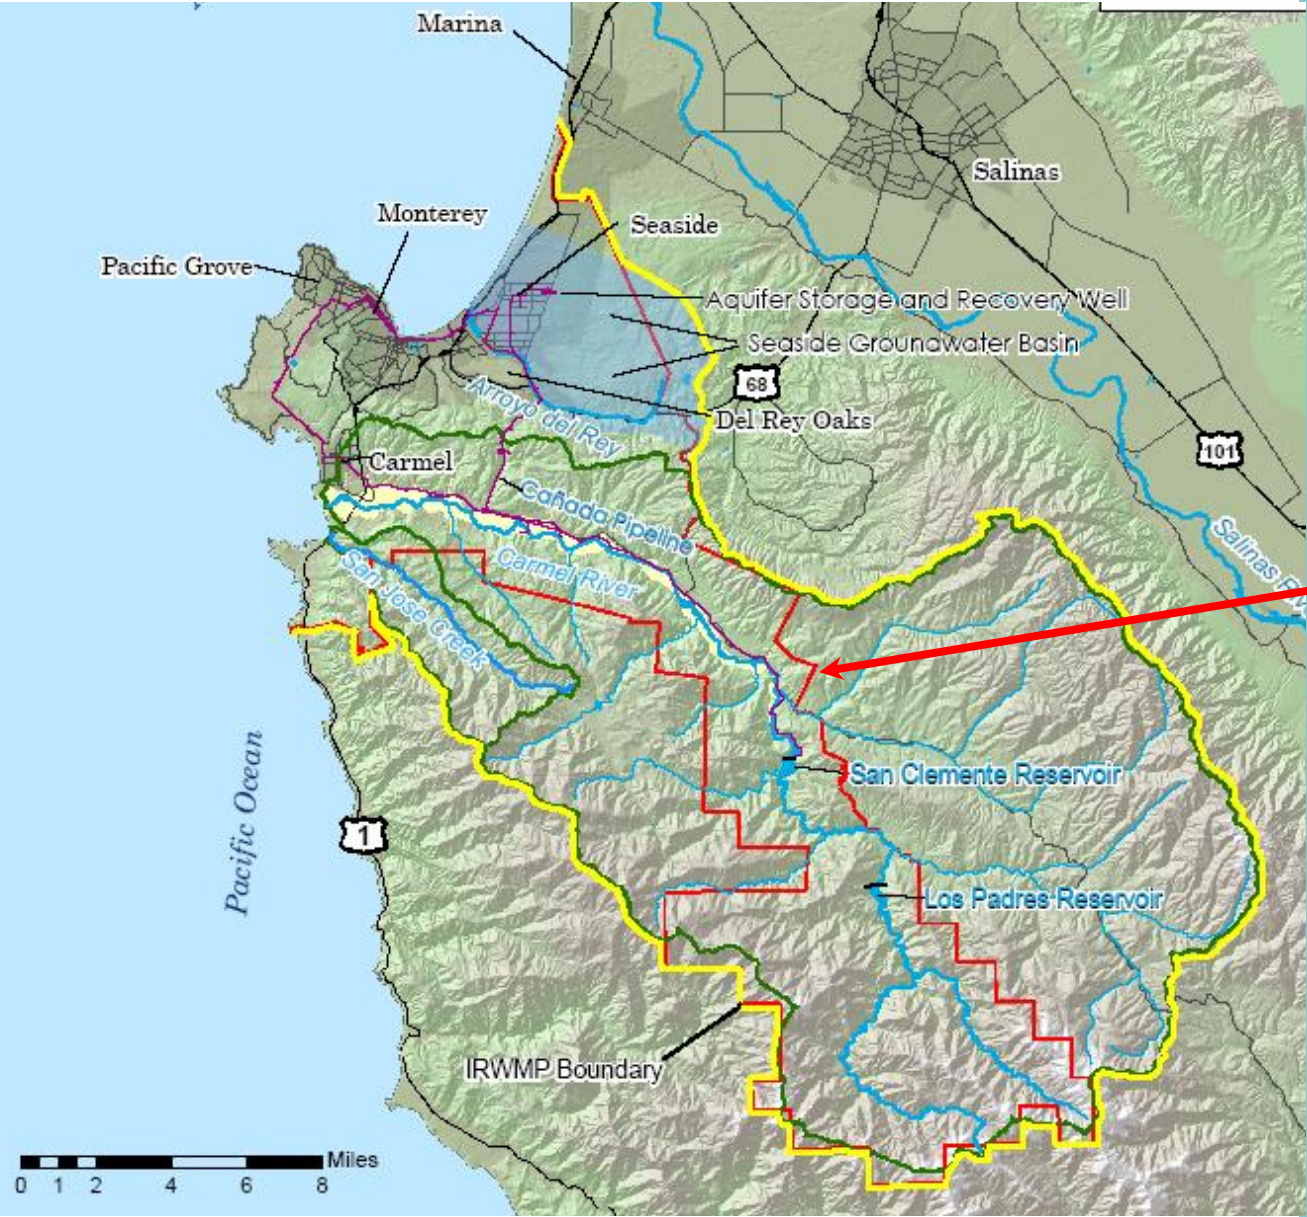 Marina
Salinas
Monterey
Seaside
Pacific Grove
Aquifer Storage and Recovery Well
Seaside Groundwater Basin
68
Arroyo del Rey
Del Rey Oaks
101
Carmel
Cañada Pipeline
Salinas Riv
Carmel River
San Jose Creek
Pacific Ocean
San Clemente Reservoir
1
Los Padres Reservoir
IRWMP Boundary
Miles
0 1 2 4 6 8